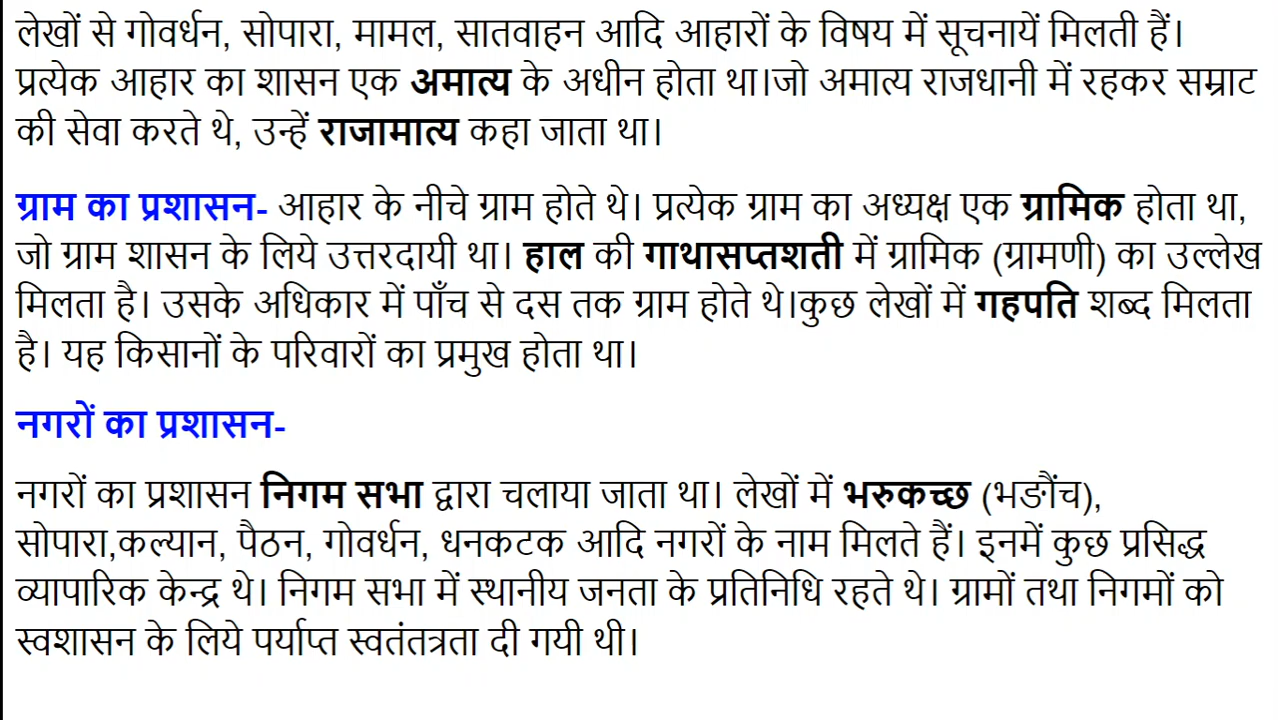 लेखों से गोवर्धन, सोपारा, मामल, सातवाहन आदि आहारों के विषय में सूचनायें मिलती हैं।
प्रत्येक आहार का शासन एक अमात्य के अधीन होता था।जो अमात्य राजधानी में रहकर सम्राट
की सेवा करते थे, उन्हें राजामात्य कहा जाता था।
ग्राम का प्रशासन- आहार के नीचे ग्राम होते थे। प्रत्येक ग्राम का अध्यक्ष एक ग्रामिक होता था,
जो ग्राम शासन के लिये उत्तरदायी था। हाल की गाथासप्तशती में ग्रामिक (ग्रामणी) का उल्लेख
मिलता है। उसके अधिकार में पाँच से दस तक ग्राम होते थे।कुछ लेखों में गहपति शब्द मिलता
है। यह किसानों के परिवारों का प्रमुख होता था।
नगरों का प्रशासन-
नगरों का प्रशासन निगम सभा द्वारा चलाया जाता था। लेखों में भरुकच्छ (भङौंच),
सोपारा,कल्यान, पैठन, गोवर्धन, धनकटक आदि नगरों के नाम मिलते हैं। इनमें कुछ प्रसिद्ध
व्यापारिक केन्द्र थे। निगम सभा में स्थानीय जनता के प्रतिनिधि रहते थे। ग्रामों तथा निगमों को
स्वशासन के लिये पर्याप्त स्वतंतत्रता दी गयी थी।